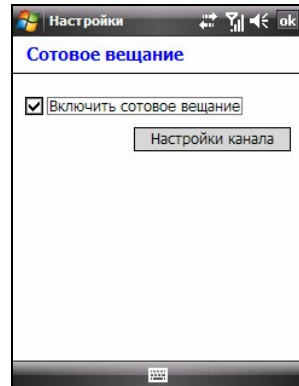 Настройки
ok
Сотовое вещание
Включить сотовое вещание
Настройки канала